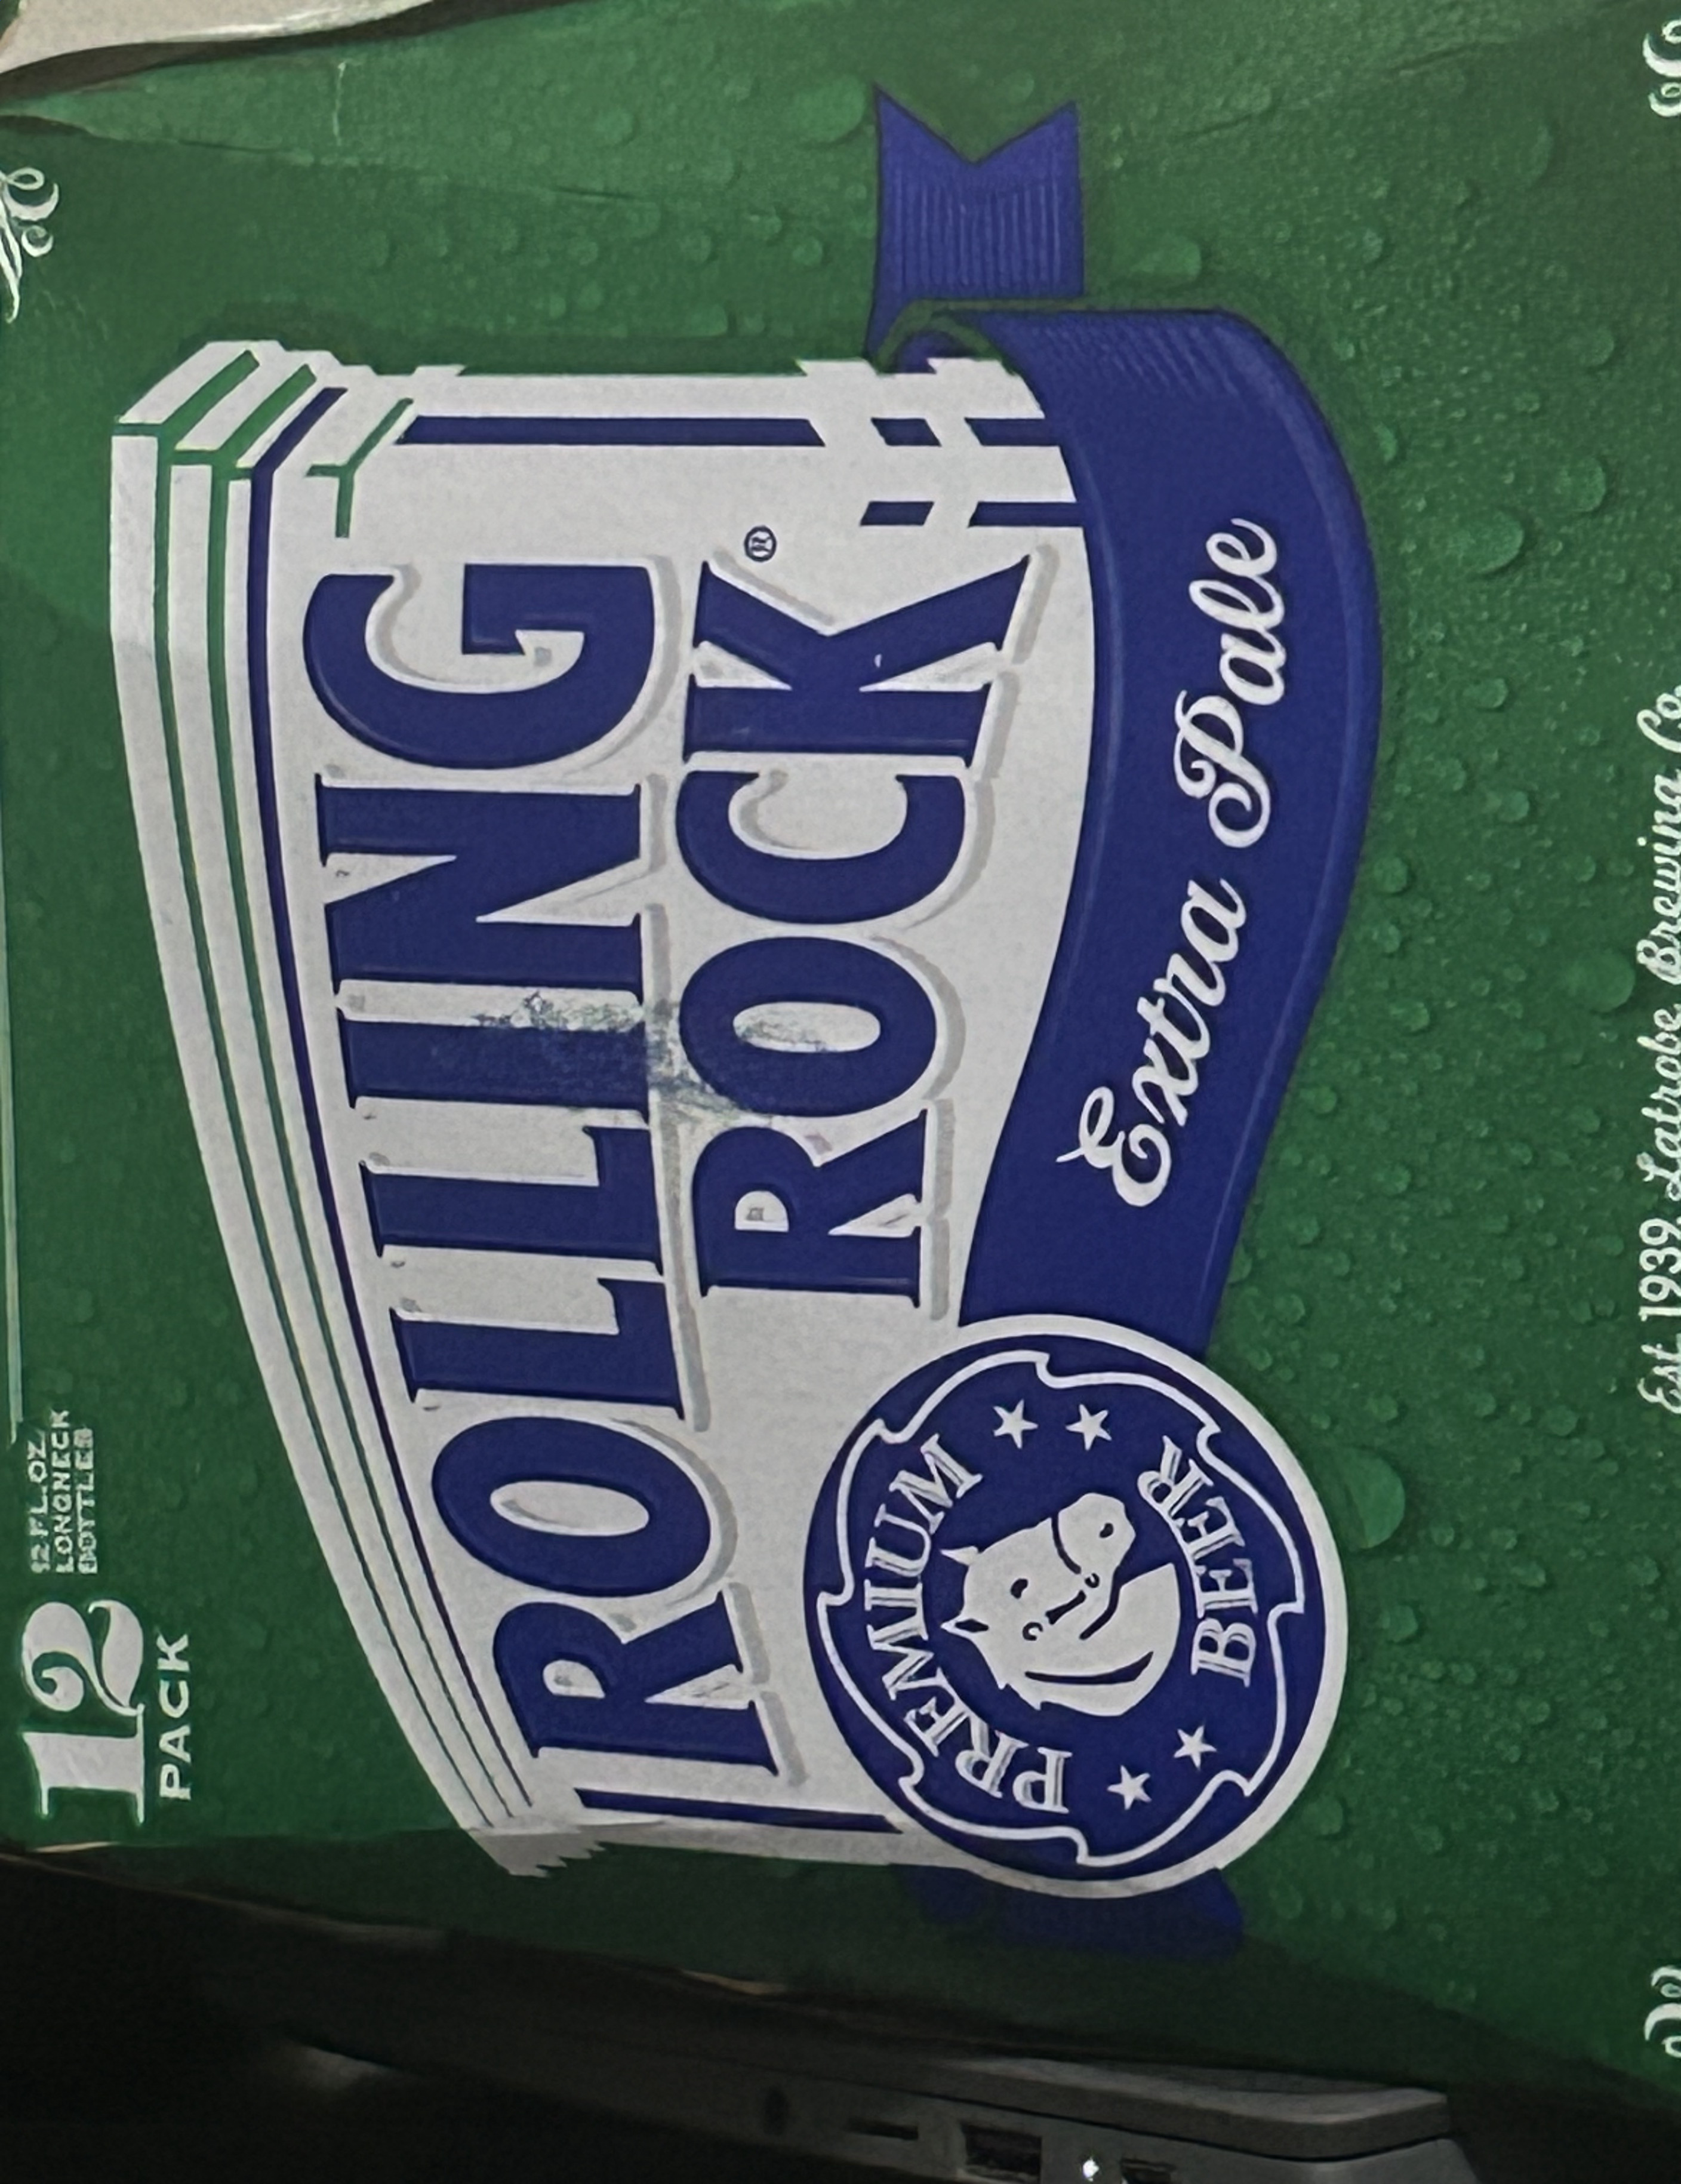 12
PACK
12 FL. OZ.
LONGNECK
BOTTLES
ROLLING
ROCK®
Extra Pale
PREMIUM
BEER
Est. 1939. Latrobe Brewing Co.